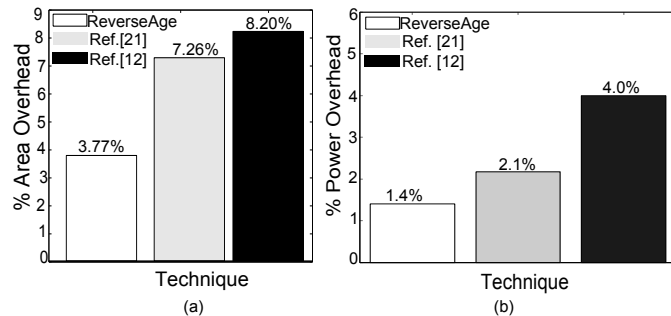 ReverseAge
Ref.[21]
Ref.[12]
% Area Overhead
9
8
7
6
5
4
3
2
1
0
3.77%
7.26%
8.20%
Technique
(a)
ReverseAge
Ref. [21]
Ref. [12]
% Power Overhead
6
5
4
3
2
1
0
1.4%
2.1%
4.0%
Technique
(b)